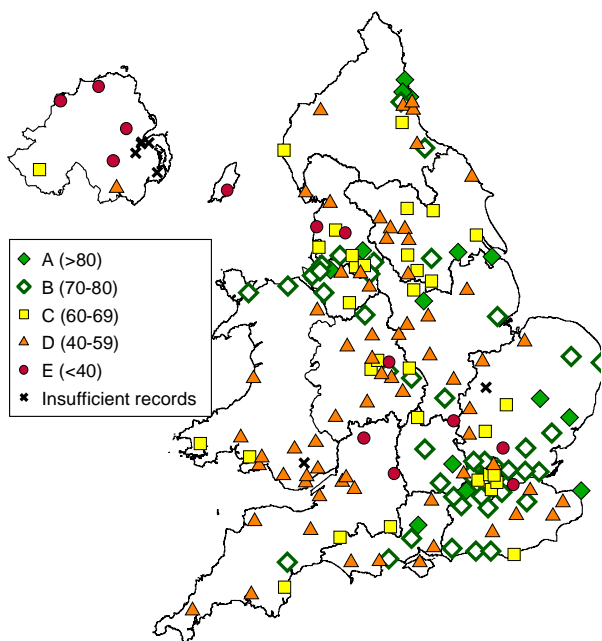 A (>80)
B (70-80)
C (60-69)
D (40-59)
E (<40)
Insufficient records